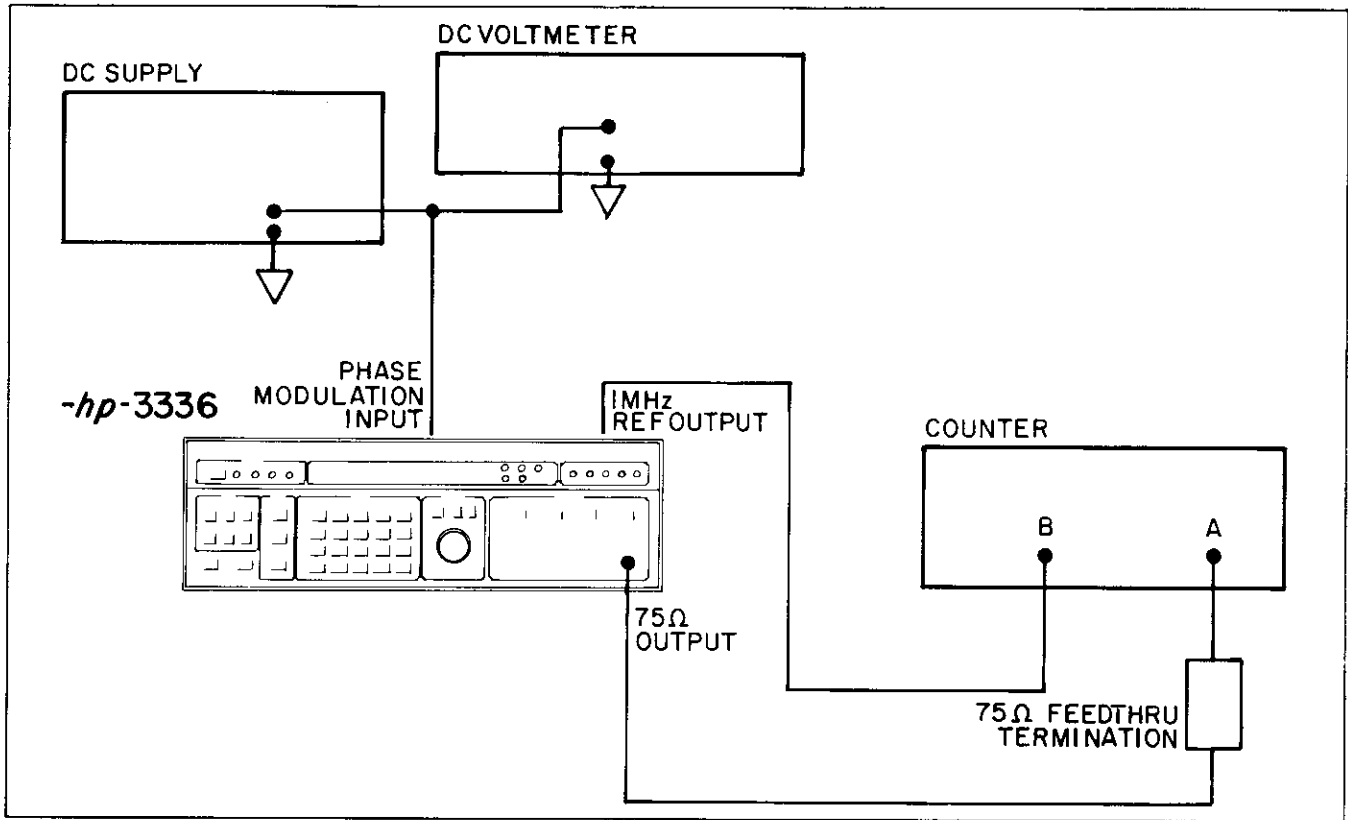 DC VOLTMETER
DC SUPPLY
PHASE
MODULATION
INPUT
-hp-3336
1MHz
REF OUTPUT
COUNTER
B
A
75Ω
OUTPUT
75Ω FEEDTHRU
TERMINATION